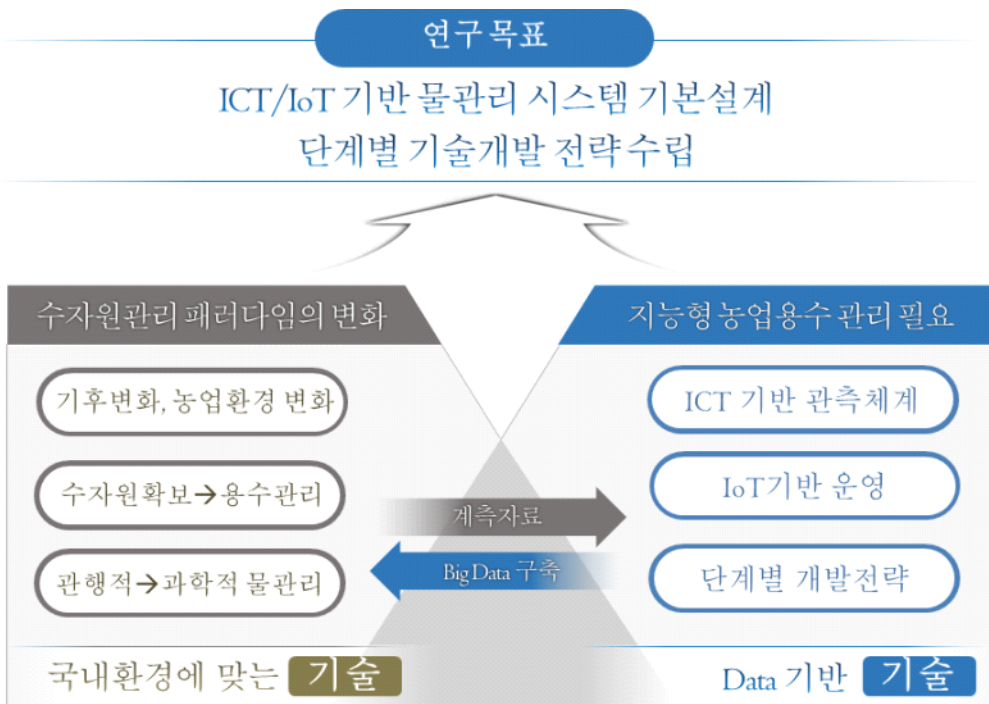 연구 목표
ICT/IoT 기반 물관리 시스템 기본설계
단계별 기술개발 전략 수립
수자원관리 패러다임의 변화
기후변화, 농업환경 변화
수자원확보→용수관리
관행적→과학적 물관리
국내환경에 맞는 기술
계측자료
Big Data 구축
지능형 농업용수 관리 필요
ICT 기반 관측체계
IoT기반 운영
단계별 개발전략
Data 기반 기술